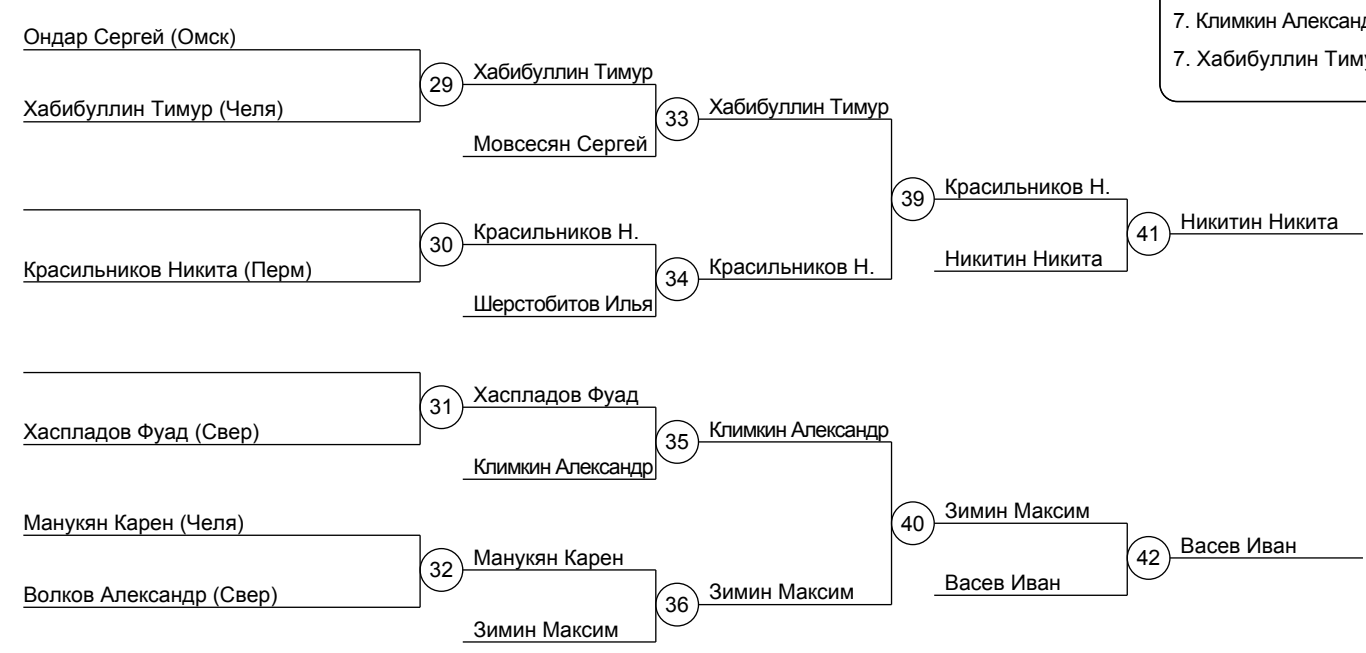 7. Климкин
7. Хабибуллин
Ондар Сергей (Омск)
29
Хабибуллин Тимур
Хабибуллин Тимур (Челя)
33
Хабибуллин Тимур
Мовсесян Сергей
39
Красильников Н.
30
Красильников Н.
Красильников Никита (Перм)
34
Красильников Н.
Шерстобитов Илья
Никитин Никита
41
Никитин Никита
31
Хаспладов Фуад
Хаспладов Фуад (Свер)
35
Климкин Александр
Климкин Александр
40
Зимин Максим
Манукян Карен (Челя)
32
Манукян Карен
Волков Александр (Свер)
36
Зимин Максим
Зимин Максим
Васев Иван
42
Васев Иван